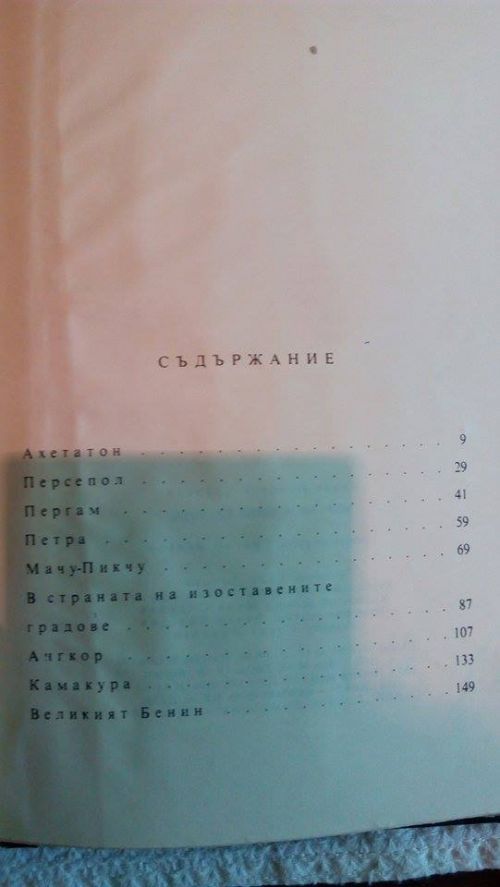 СЪДЪРЖАНИЕ
Ахетатон . . . . . . . . . . . . . 9
Персепол . . . . . . . . . . . . . 29
Пергам . . . . . . . . . . . . . . 41
Петра . . . . . . . . . . . . . . 59
Мачу-Пикчу . . . . . . . . . . . . 69
В страната на изоставените
градове . . . . . . . . . . . . . 87
Ангкор . . . . . . . . . . . . . . 107
Камакура . . . . . . . . . . . . . 133
Великият Бенин . . . . . . . . . . 149